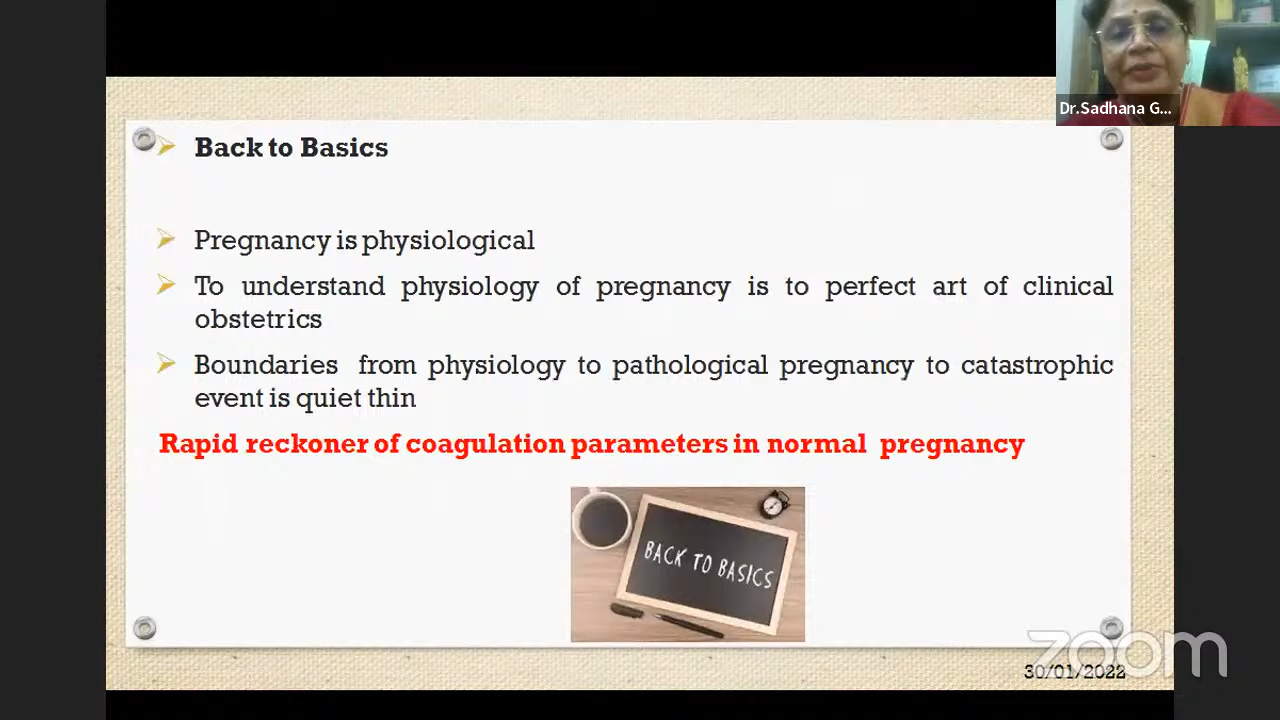 Dr.Sadhana G...
Back to Basics
Pregnancy is physiological
To understand physiology of pregnancy is to perfect art of clinical
obstetrics
Boundaries from physiology to pathological pregnancy to catastrophic
event is quiet thin
Rapid reckoner of coagulation parameters in normal pregnancy
BACK TO BASICS
zoom
30/01/2022